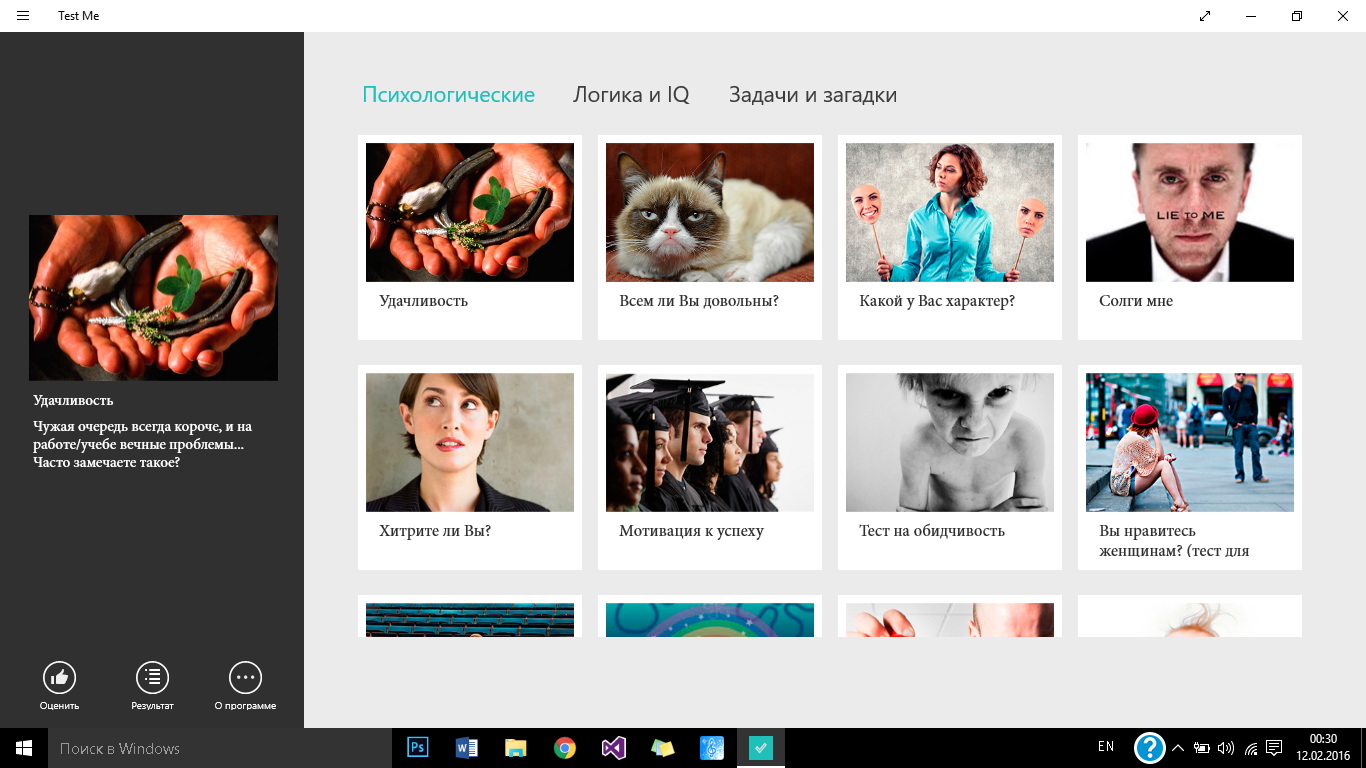 Test Me
Психологические
Логика и IQ
Задачи и загадки
Удачливость
Чужая очередь всегда короче, и на
работе/учебе вечные проблемы...
Часто замечаете такое?
Удачливость
Всем ли Вы довольны?
Какой у Вас характер?
LIE TO ME
Солги мне
Хитрите ли Вы?
Мотивация к успеху
Тест на обидчивость
Вы нравитесь
женщинам? (тест для
Оценить
Результат
О программе
Поиск в Windows
Ps
W
EN
?
00:30
12.02.2016